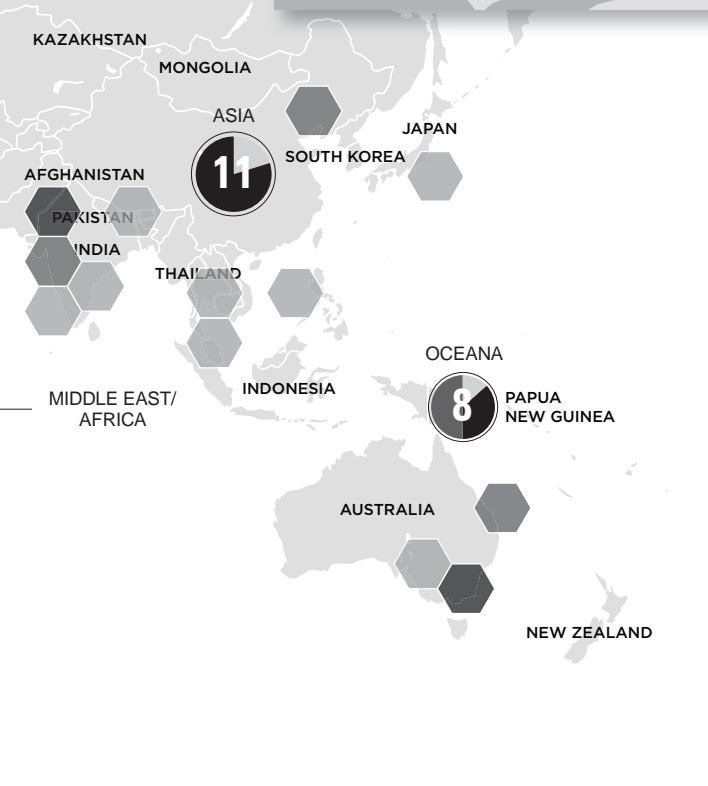 KAZAKHSTAN
MONGOLIA
ASIA
11
JAPAN
SOUTH KOREA
AFGHANISTAN
PAKISTAN
INDIA
THAILAND
OCEANA
8
PAPUA
NEW GUINEA
INDONESIA
MIDDLE EAST/
AFRICA
AUSTRALIA
NEW ZEALAND